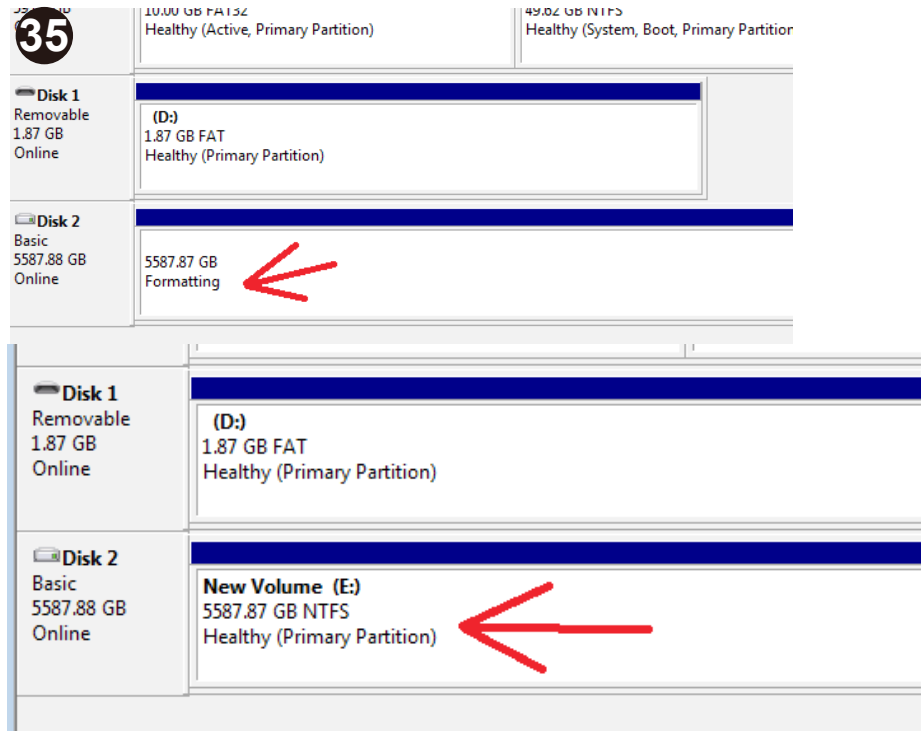 35
10.00 GB FAT32
Healthy (Active, Primary Partition)
49.62 GB NTFS
Healthy (System, Boot, Primary Partition
Disk 1
Removable
1.87 GB
Online
(D:)
1.87 GB FAT
Healthy (Primary Partition)
Disk 2
Basic
5587.88 GB
Online
5587.87 GB
Formatting
Disk 1
Removable
1.87 GB
Online
(D:)
1.87 GB FAT
Healthy (Primary Partition)
Disk 2
Basic
5587.88 GB
Online
New Volume (E:)
5587.87 GB NTFS
Healthy (Primary Partition)